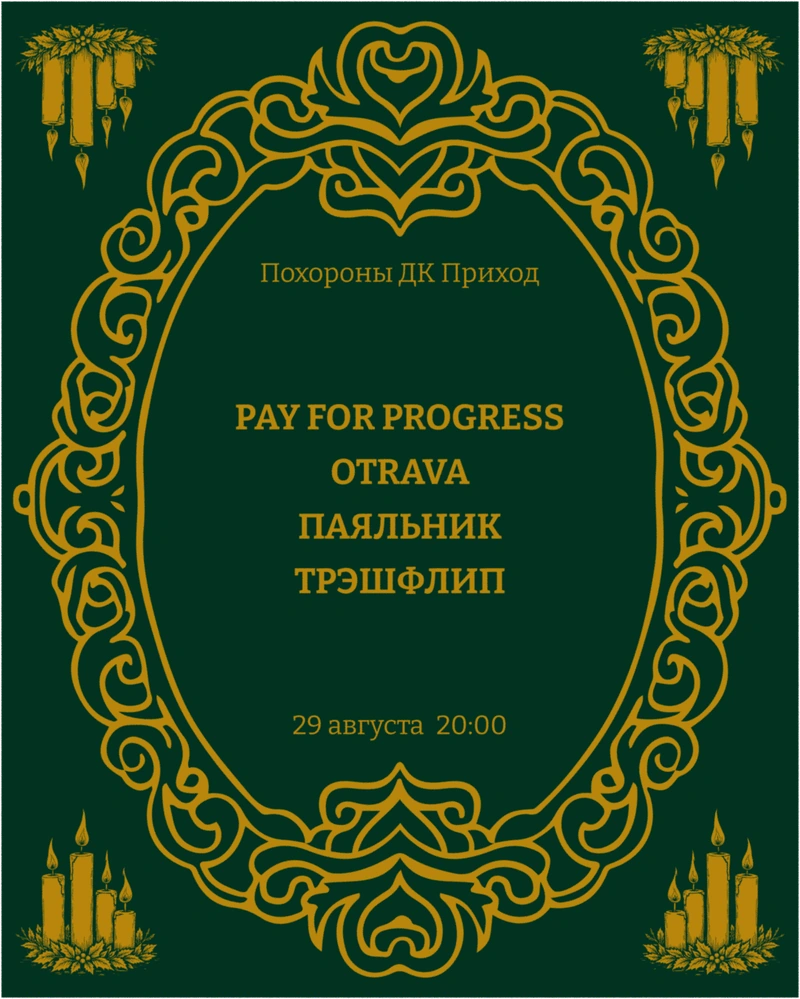 Похороны ДК Приход
PAY FOR PROGRESS
OTRAVA
ПАЯЛЬНИК
ТРЭШФЛИП
29 августа 20:00